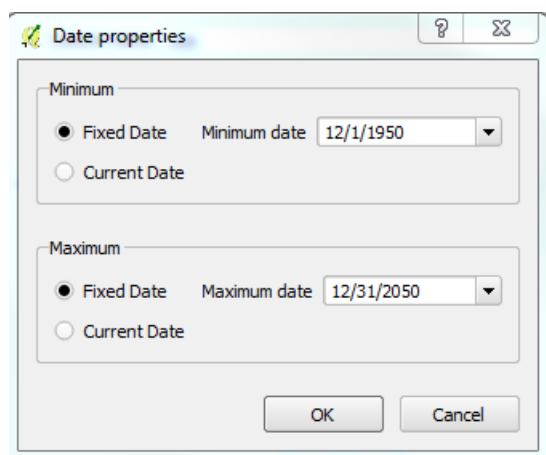 Date properties
Minimum
Fixed Date Minimum date 12/1/1950
Current Date
Maximum
Fixed Date Maximum date 12/31/2050
Current Date
OK Cancel